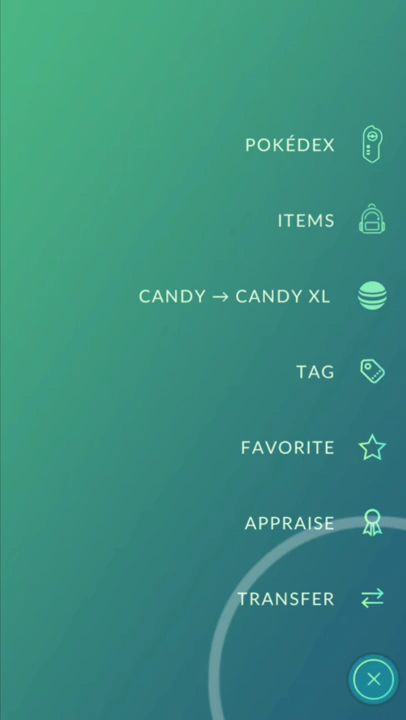 POKÉDEX
ITEMS
CANDY → CANDY XL
TAG
FAVORITE
APPRAISE
TRANSFER